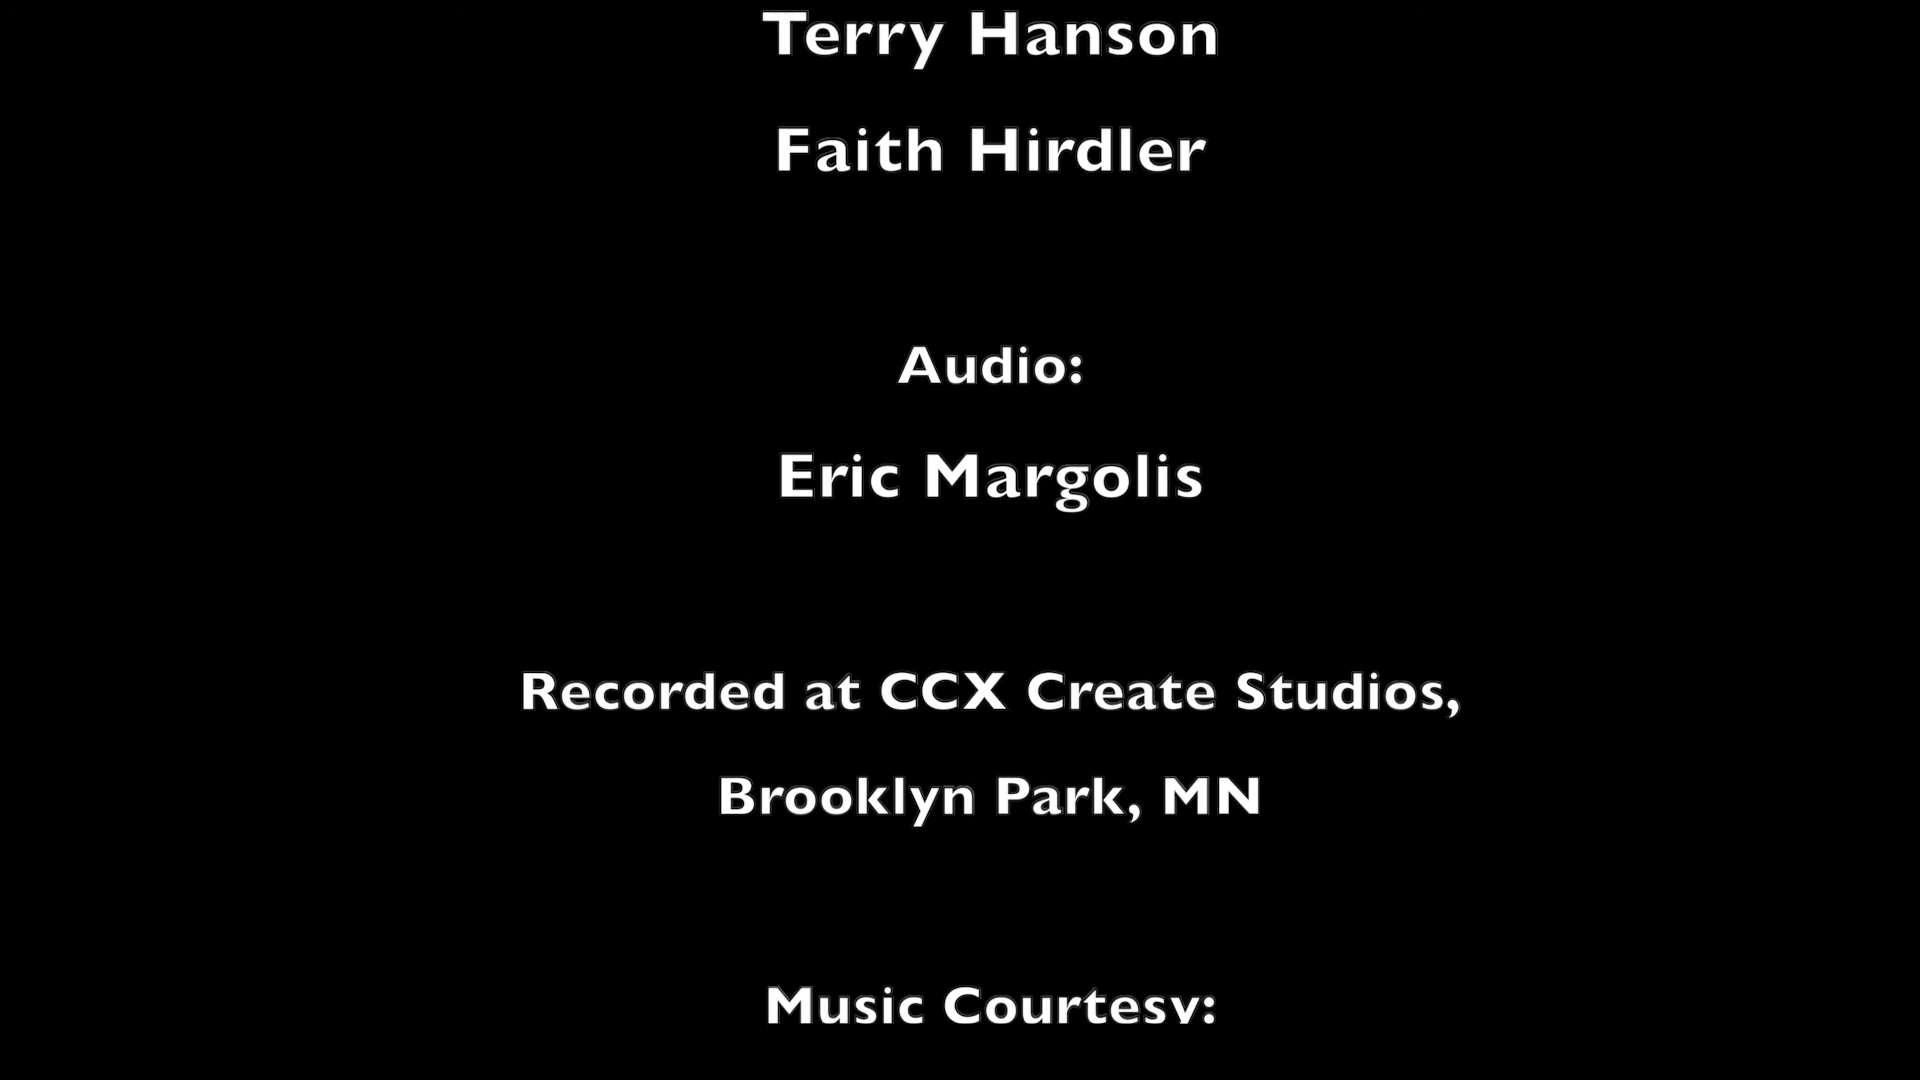 Terry Hanson
Faith Hirdler
Audio:
Eric Margolis
Recorded at CCX Create Studios,
Brooklyn Park, MN
Music Courtesy: